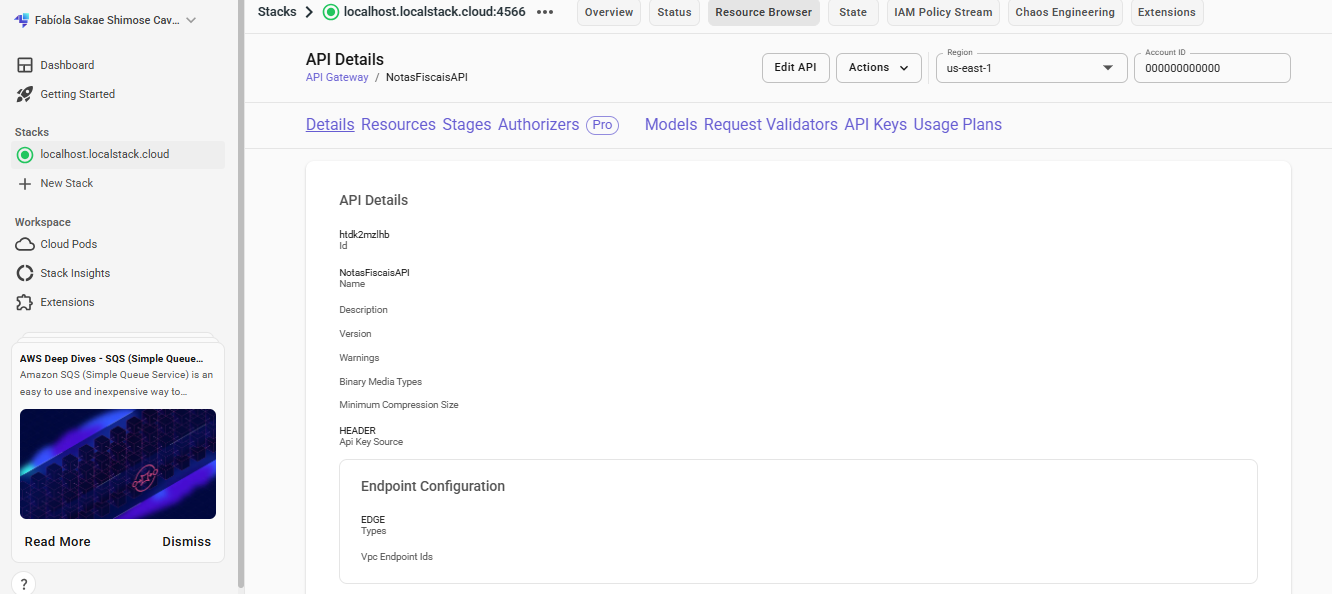 Fabíola Sakae Shimose Cav...
Dashboard
Getting Started
Stacks
localhost.localstack.cloud
New Stack
Workspace
Cloud Pods
Stack Insights
Extensions
AWS Deep Dives - SQS (Simple Queue...
Amazon SQS (Simple Queue Service) is an
easy to use and inexpensive way to...
Read More Dismiss
?
Stacks localhost.localstack.cloud:4566 ••• Overview Status Resource Browser State IAM Policy Stream Chaos Engineering Extensions
API Details
API Gateway / NotasFiscaisAPI
Edit API Actions
Region
us-east-1
Account ID
000000000000
Details Resources Stages Authorizers Pro Models Request Validators API Keys Usage Plans
API Details
htdk2mzlhb
Id
NotasFiscaisAPI
Name
Description
Version
Warnings
Binary Media Types
Minimum Compression Size
HEADER
Api Key Source
Endpoint Configuration
EDGE
Types
Vpc Endpoint Ids